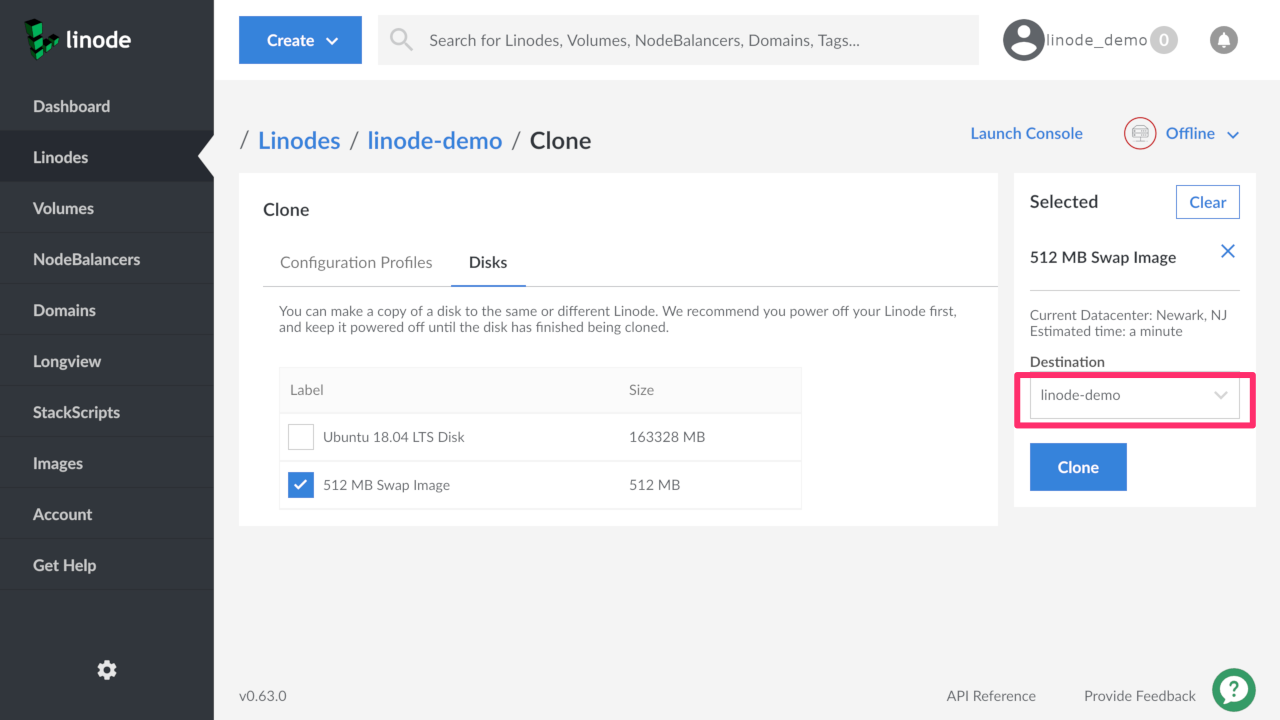 linode
Create
Search for Linodes, Volumes, NodeBalancers, Domains, Tags...
linode_demo 0
Dashboard
Linodes
Volumes
NodeBalancers
Domains
Longview
StackScripts
Images
Account
Get Help
/ Linodes / linode-demo / Clone
Launch Console
Offline
Clone
Configuration Profiles Disks
You can make a copy of a disk to the same or different Linode. We recommend you power off your Linode first,
and keep it powered off until the disk has finished being cloned.
Label Size
Ubuntu 18.04 LTS Disk 163328 MB
512 MB Swap Image 512 MB
Selected Clear
512 MB Swap Image
Current Datacenter: Newark, NJ
Estimated time: a minute
Destination
linode-demo
Clone
v0.63.0
API Reference
Provide Feedback
?